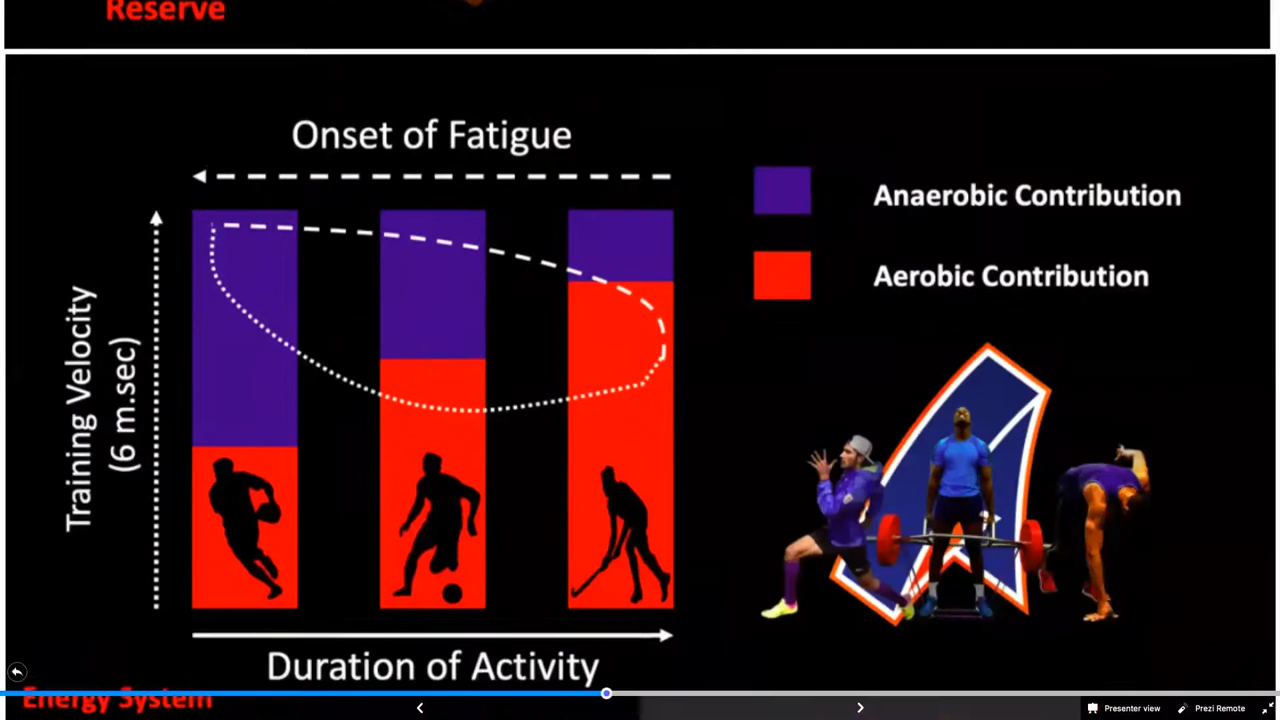 Reserve
Onset of Fatigue
Anaerobic Contribution
Aerobic Contribution
Training Velocity
(6 m.sec)
Duration of Activity
Energy System
Presenter view
Prezi Remote